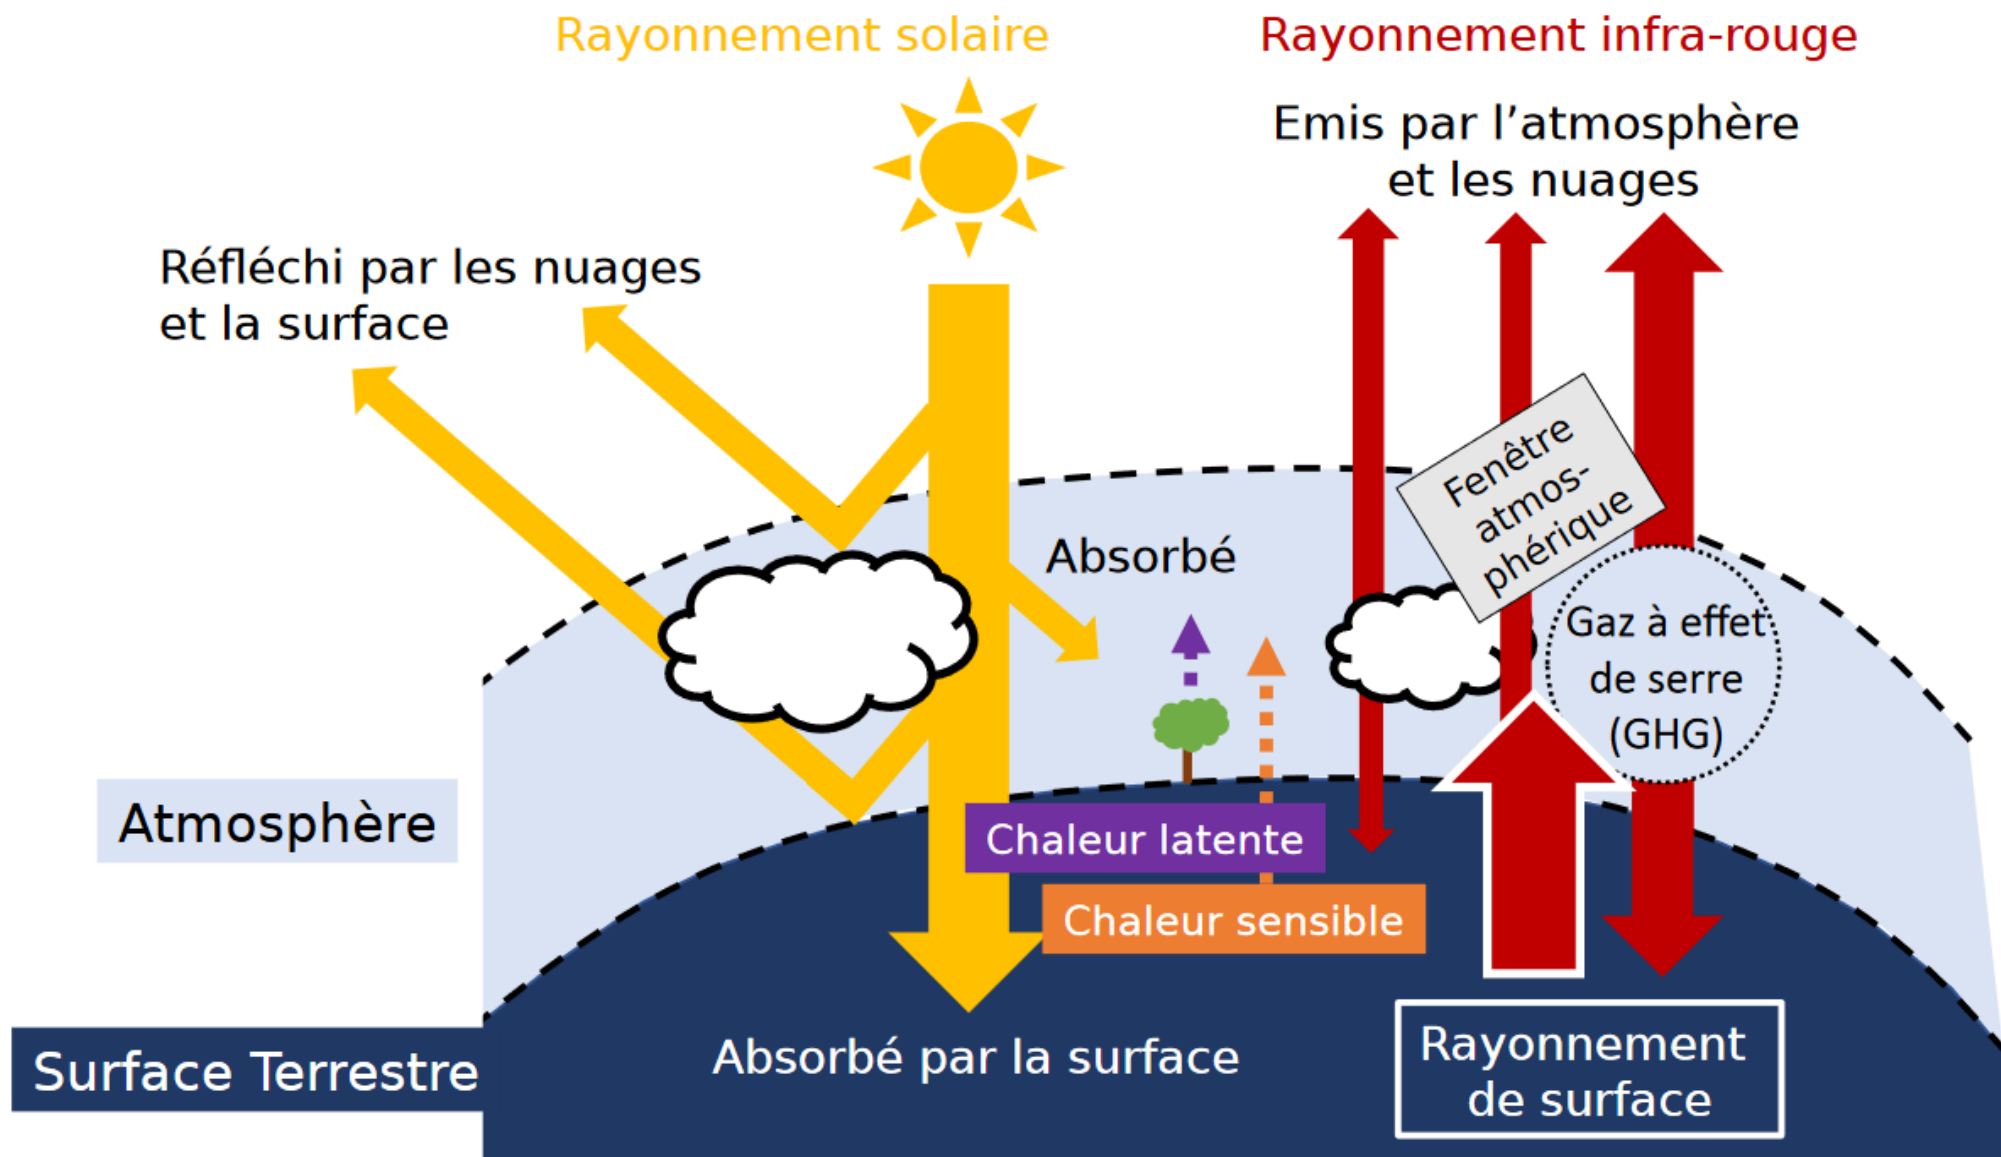 Rayonnement solaire
Rayonnement infra-rouge
Emis par l’atmosphère
et les nuages
Réfléchi par les nuages
et la surface
Fenêtre
atmos-
phérique
Absorbé
Gaz à effet
de serre
(GHG)
Atmosphère
Chaleur latente
Chaleur sensible
Surface Terrestre
Absorbé par la surface
Rayonnement
de surface